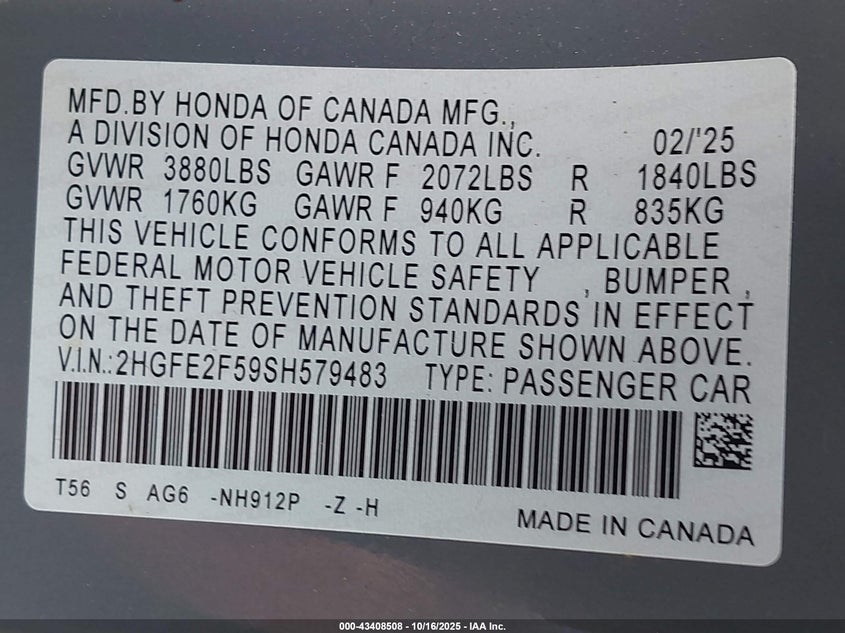 MFD.BY HONDA OF CANADA MFG.,
A DIVISION OF HONDA CANADA INC. 02/'25
GVWR 3880LBS GAWR F 2072LBS R 1840LBS
GVWR 1760KG GAWR F 940KG R 835KG
THIS VEHICLE CONFORMS TO ALL APPLICABLE
FEDERAL MOTOR VEHICLE SAFETY , BUMPER ,
AND THEFT PREVENTION STANDARDS IN EFFECT
ON THE DATE OF MANUFACTURE SHOWN ABOVE.
V.I.N.:2HGFE2F59SH579483 TYPE: PASSENGER CAR
T56 S AG6 -NH912P -Z -H
MADE IN CANADA
000-43408508 - 10/16/2025 - IAA Inc.